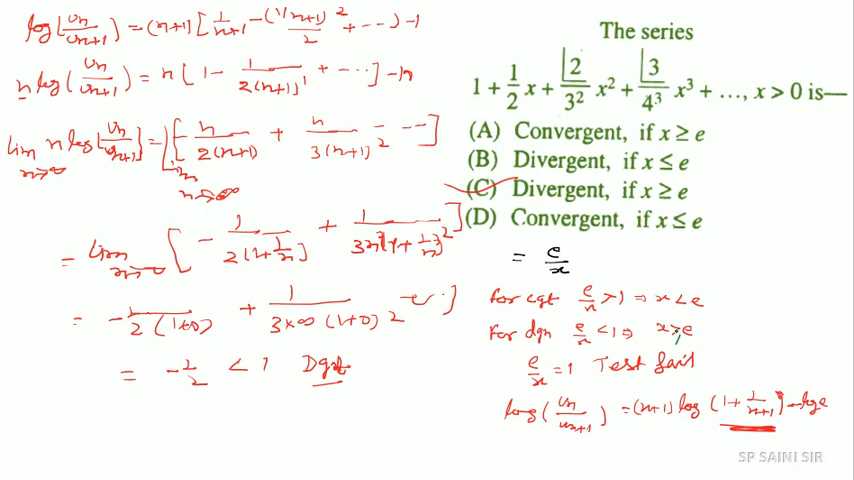 log(un/un+1) = (n+1) [1/n+1 - (1/n+1)²/2 + ---] - 1
n log(un/un+1) = n [1 - 1/2(n+1) + ---] - n
lim n→∞ n log[un/un+1] = lim n→∞ [- n/2(n+1) + n/3(n+1)² - --]
= lim n→∞ [- 1/2(1+1/n) + 1/3n(1+1/n)²]
= -1/2(1+0) + 1/3×∞(1+0)² ---]
= -1/2 < 1 Dgt
The series
1 + 1/2 x + |2/3² x² + |3/4³ x³ + ..., x > 0 is—
(A) Convergent, if x ≥ e
(B) Divergent, if x ≤ e
(C) Divergent, if x ≥ e
(D) Convergent, if x ≤ e
= e/x
for cgt e/x > 1 ⇒ x < e
for dgn e/x < 1 ⇒ x > e
e/x = 1 Test fail
log(un/un+1) = (n+1) log(1 + 1/n+1) - log e
SP SAINI SIR